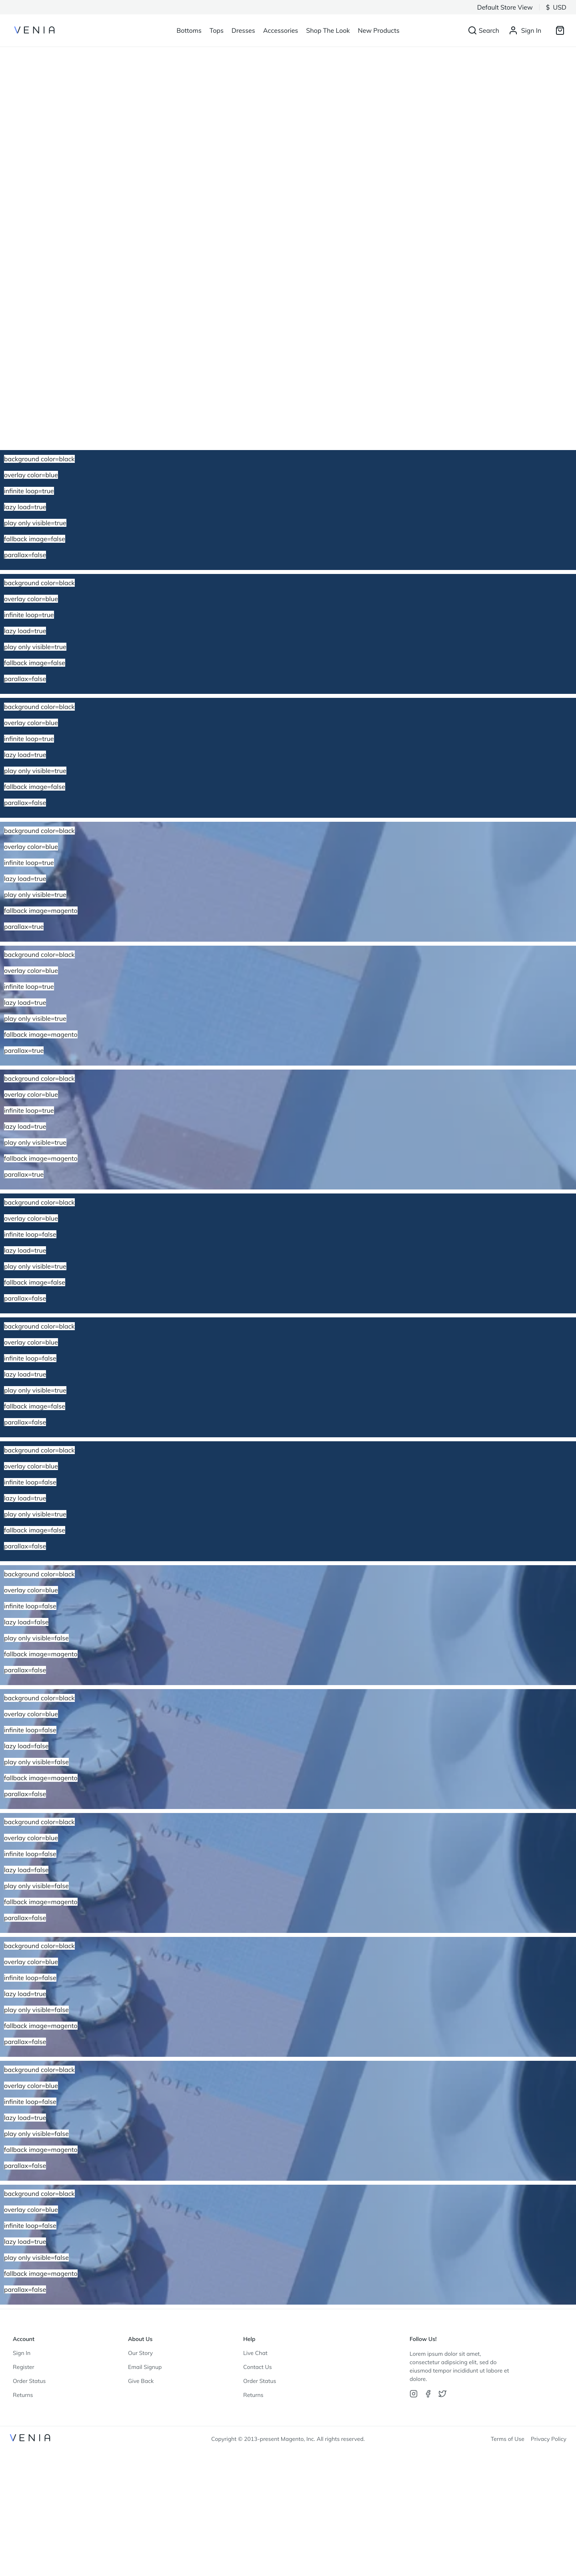 Default Store View $ USD
VENIA Bottoms Tops Dresses Accessories Shop The Look New Products Search Sign In
background color=black
overlay color=blue
infinite loop=true
lazy load=true
play only visible=true
fallback image=false
parallax=false
background color=black
overlay color=blue
infinite loop=true
lazy load=true
play only visible=true
fallback image=false
parallax=false
background color=black
overlay color=blue
infinite loop=true
lazy load=true
play only visible=true
fallback image=false
parallax=false
background color=black
overlay color=blue
infinite loop=true
lazy load=true
play only visible=true
fallback image=magento
parallax=true
background color=black
overlay color=blue
infinite loop=true
lazy load=true
play only visible=true
fallback image=magento
NOTES
parallax=true
background color=black
overlay color=blue
infinite loop=true
lazy load=true
play only visible=true
fallback image=magento
parallax=true
background color=black
overlay color=blue
infinite loop=false
lazy load=true
play only visible=true
fallback image=false
parallax=false
background color=black
overlay color=blue
infinite loop=false
lazy load=true
play only visible=true
fallback image=false
parallax=false
background color=black
overlay color=blue
infinite loop=false
lazy load=true
play only visible=true
fallback image=false
parallax=false
background color=black
NOTES
overlay color=blue
infinite loop=false
lazy load=false
play only visible=false
fallback image=magento
parallax=false
background color=black
NOTES
overlay color=blue
infinite loop=false
lazy load=false
play only visible=false
fallback image=magento
parallax=false
background color=black
NOTES
overlay color=blue
infinite loop=false
lazy load=false
play only visible=false
fallback image=magento
parallax=false
background color=black
NOTES
overlay color=blue
infinite loop=false
lazy load=true
play only visible=false
fallback image=magento
parallax=false
background color=black
NOTES
overlay color=blue
infinite loop=false
lazy load=true
play only visible=false
fallback image=magento
parallax=false
background color=black
NOTES
overlay color=blue
infinite loop=false
lazy load=true
play only visible=false
fallback image=magento
parallax=false
Account
Sign In
Register
Order Status
Returns
About Us
Our Story
Email Signup
Give Back
Help
Live Chat
Contact Us
Order Status
Returns
Follow Us!
Lorem ipsum dolor sit amet,
consectetur adipsicing elit, sed do
eiusmod tempor incididunt ut labore et
dolore.
VENIA Copyright © 2013-present Magento, Inc. All rights reserved. Terms of Use Privacy Policy